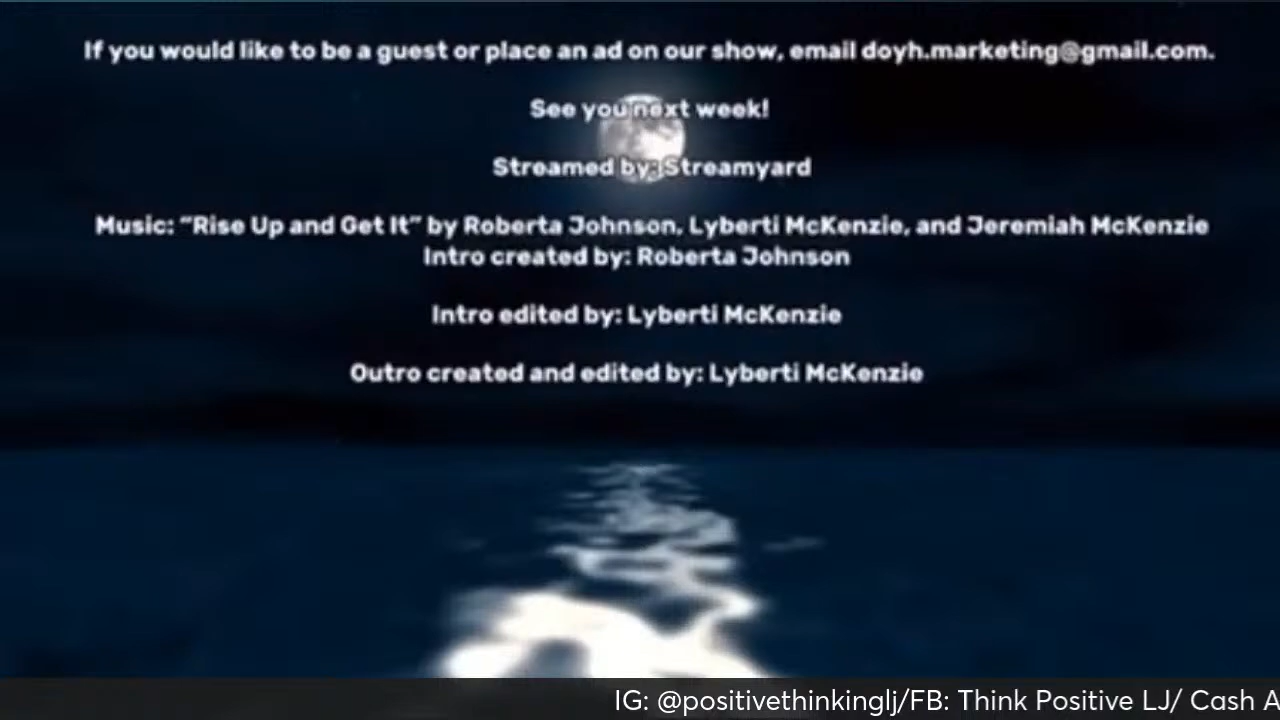 If you would like to be a guest or place an ad on our show, email doyh.marketing@gmail.com.
See you next week!
Streamed by: Streamyard
Music: “Rise Up and Get It” by Roberta Johnson, Lyberti McKenzie, and Jeremiah McKenzie
Intro created by: Roberta Johnson
Intro edited by: Lyberti McKenzie
Outro created and edited by: Lyberti McKenzie
IG: @positivethinkinglj/FB: Think Positive LJ/ Cash A